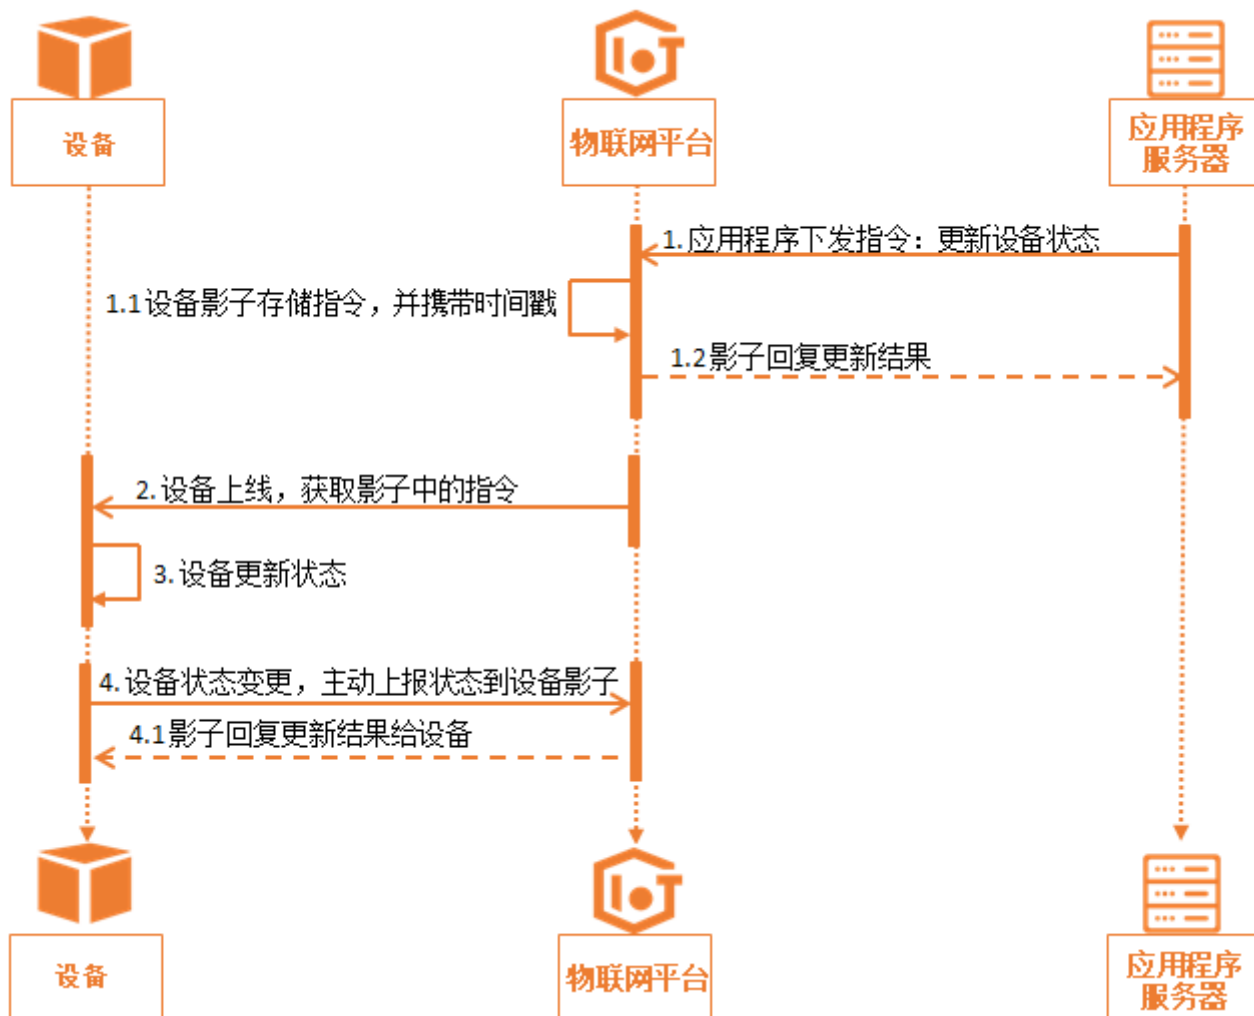 设备
物联网平台
应用程序
服务器
1. 应用程序下发指令：更新设备状态
1.1 设备影子存储指令，并携带时间戳
1.2 影子回复更新结果
2. 设备上线，获取影子中的指令
3. 设备更新状态
4. 设备状态变更，主动上报状态到设备影子
4.1 影子回复更新结果给设备
设备
物联网平台
应用程序
服务器